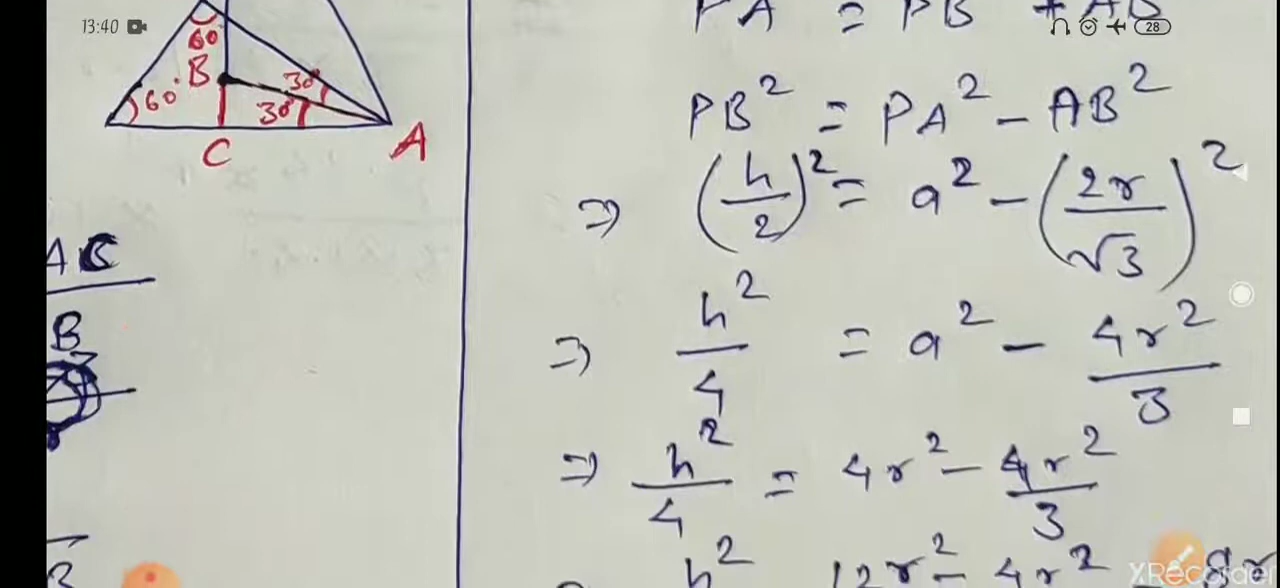 13:40
28
60°
60°
B
30°
30°
C
A
PA² = PB² + AB²
PB² = PA² - AB²
⇒ (h/2)² = a² - (2r/√3)²
⇒ h²/4 = a² - 4r²/3
⇒ h²/4 = 4r² - 4r²/3
h² 12r² - 4r²
B
XRecorder